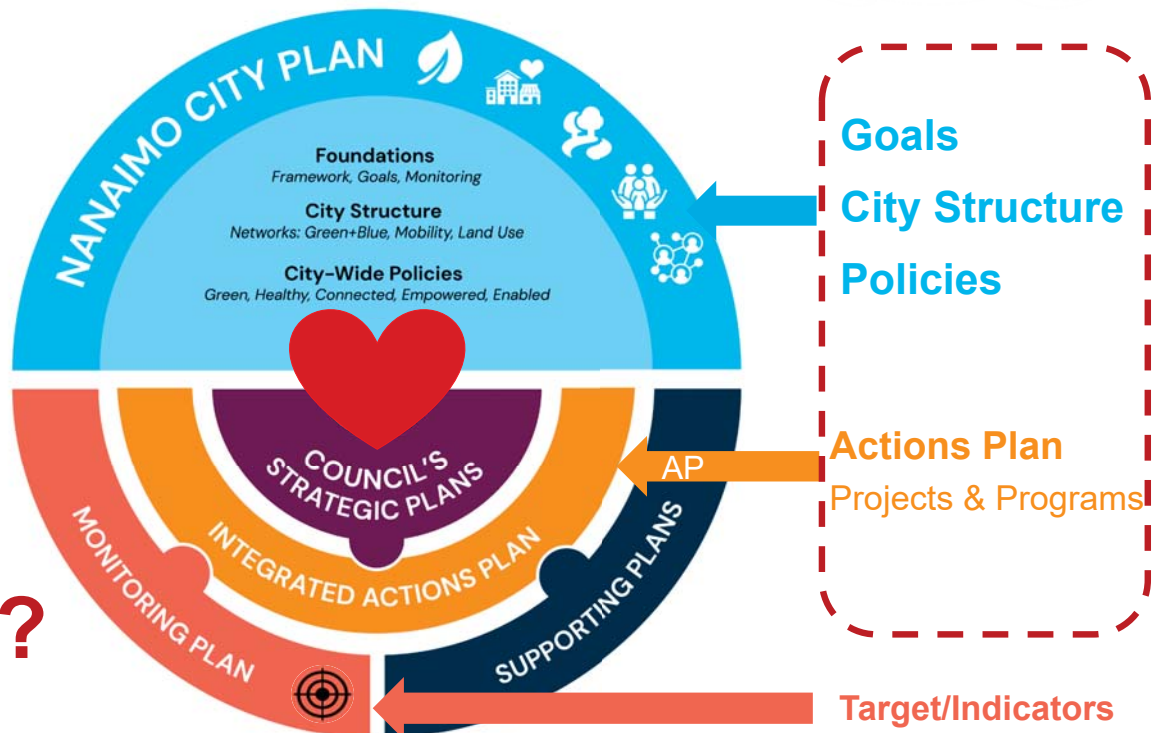 NANAIMO CITY PLAN
Foundations
Framework, Goals, Monitoring
City Structure
Networks: Green+Blue, Mobility, Land Use
City-Wide Policies
Green, Healthy, Connected, Empowered, Enabled
COUNCIL'S
STRATEGIC PLANS
INTEGRATED ACTIONS PLAN
MONITORING PLAN
SUPPORTING PLANS
?
AP
Goals
City Structure
Policies
Actions Plan
Projects & Programs
Target/Indicators